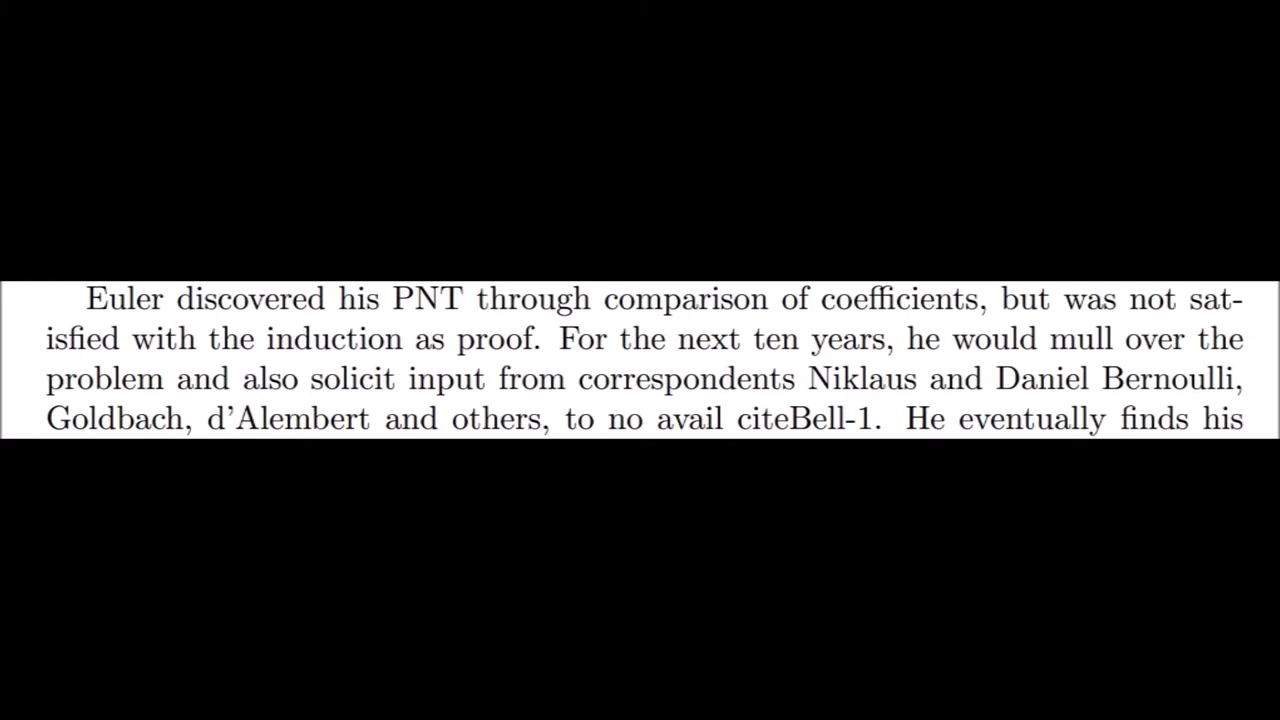 Euler discovered his PNT through comparison of coefficients, but was not sat-
isfied with the induction as proof. For the next ten years, he would mull over the
problem and also solicit input from correspondents Niklaus and Daniel Bernoulli,
Goldbach, d'Alembert and others, to no avail citeBell-1. He eventually finds his